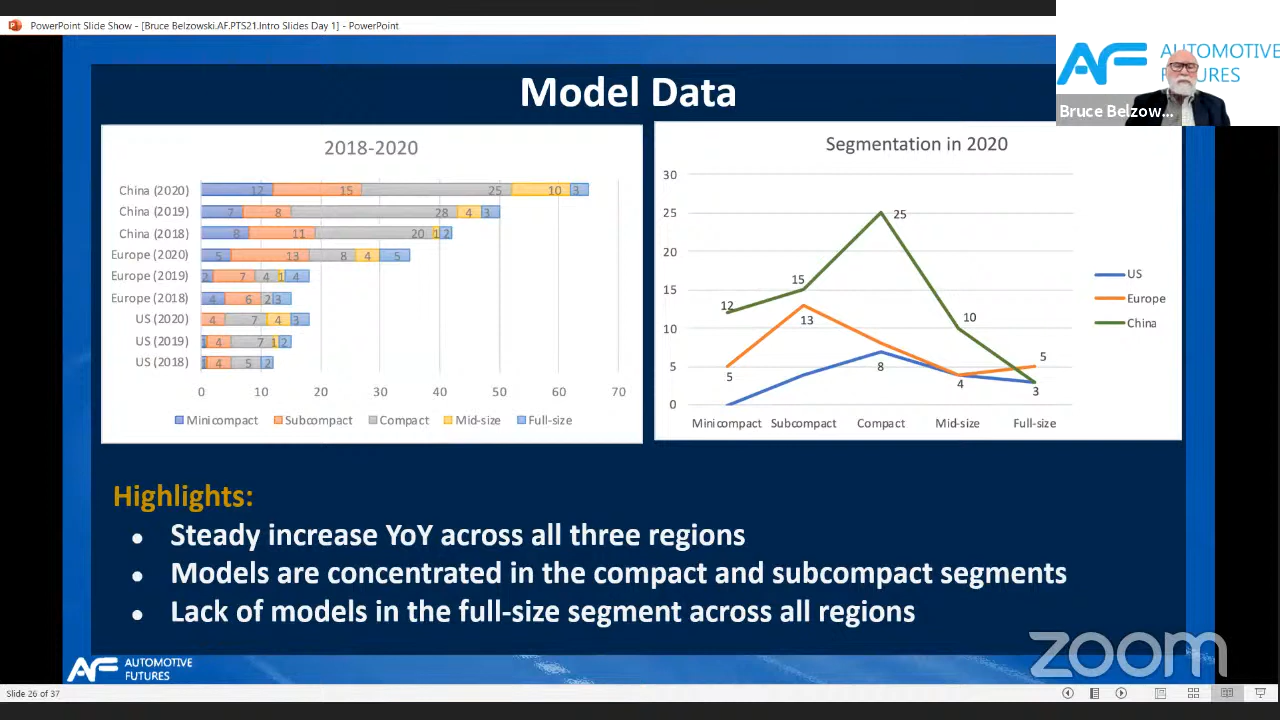 PowerPoint Slide Show - [Bruce Belzowski.AF.PTS21.Intro Slides Day 1] - PowerPoint
AF AUTOMOTIVE
FUTURES
Bruce Belzow...
Model Data
2018-2020
China (2020) 12 15 25 10 3
China (2019) 7 8 28 4 3
China (2018) 8 11 20 1 2
Europe (2020) 5 13 8 4 5
Europe (2019) 2 7 4 1 4
Europe (2018) 4 6 2 3
US (2020) 4 7 4 3
US (2019) 1 4 7 1 2
US (2018) 1 4 5 2
0 10 20 30 40 50 60 70
Minicompact Subcompact Compact Mid-size Full-size
Segmentation in 2020
30
25
20
15
10
5
0
12
15
25
10
5
5
13
8
4
3
Minicompact Subcompact Compact Mid-size Full-size
US
Europe
China
Highlights:
• Steady increase YoY across all three regions
• Models are concentrated in the compact and subcompact segments
• Lack of models in the full-size segment across all regions
AF AUTOMOTIVE
FUTURES
zoom
Slide 26 of 37